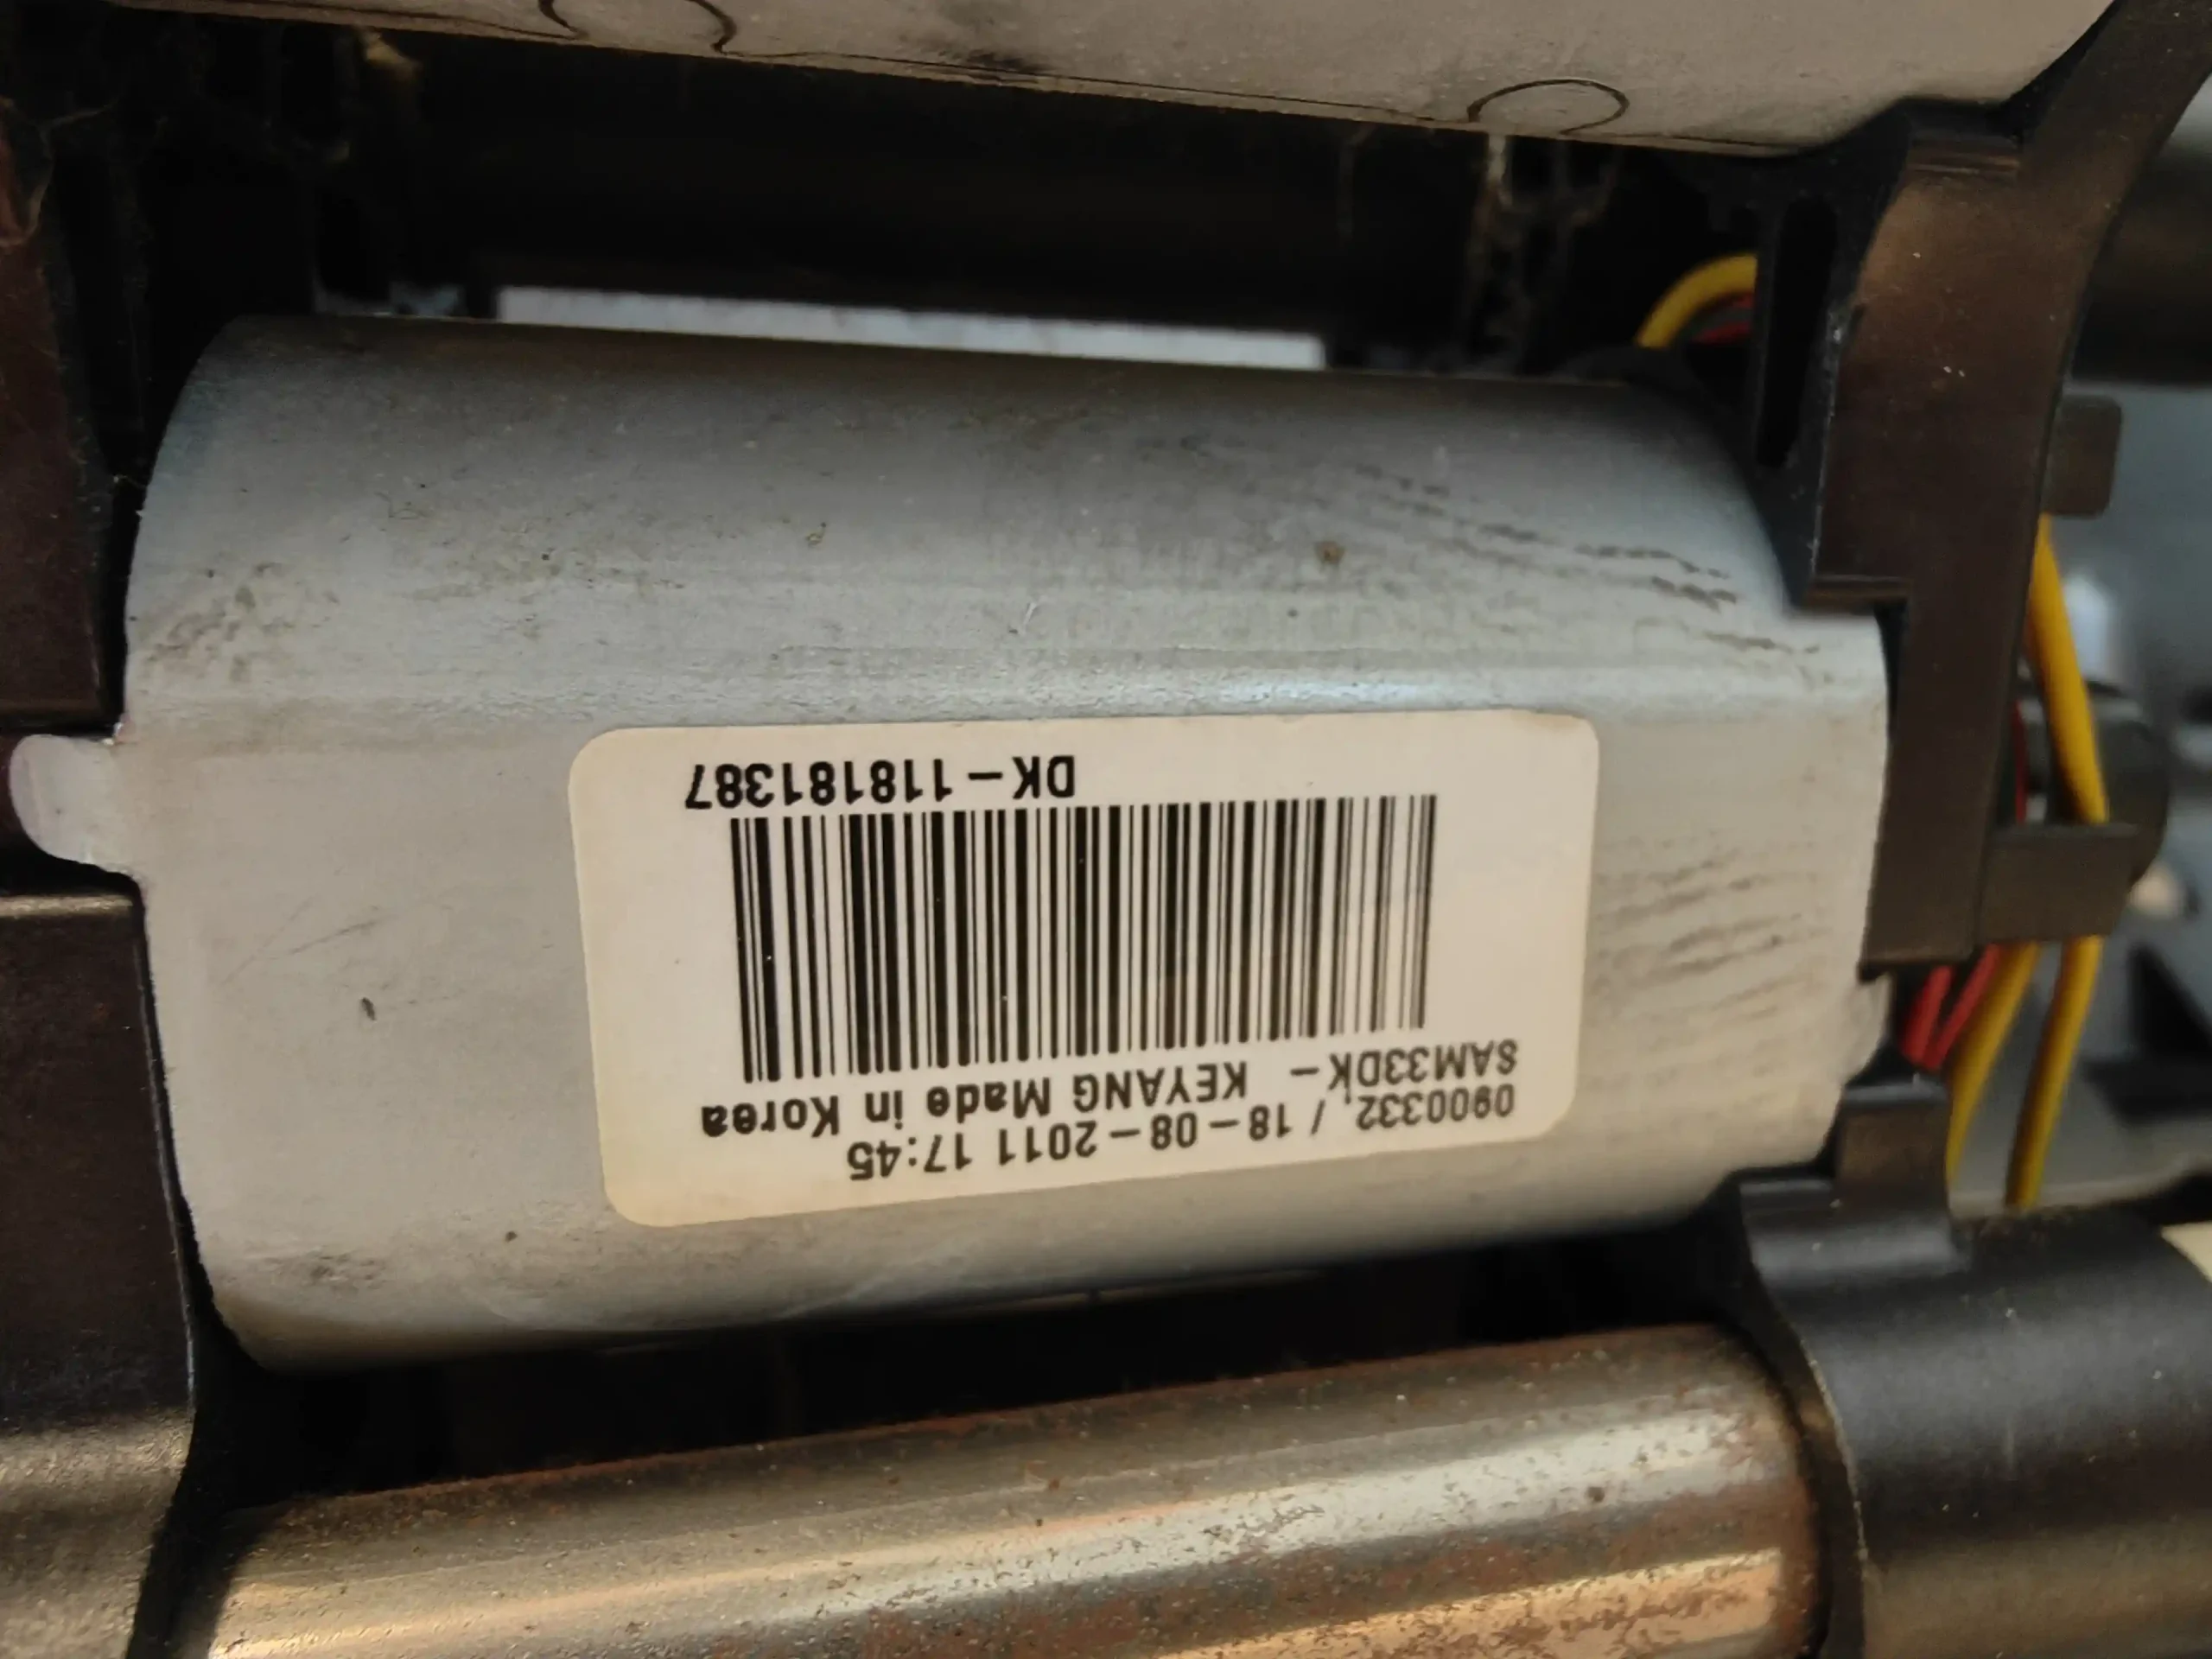 0900332, / 18-08-2011 17:45
SAM33DK- KEYANG Made in Korea
DK-118181387